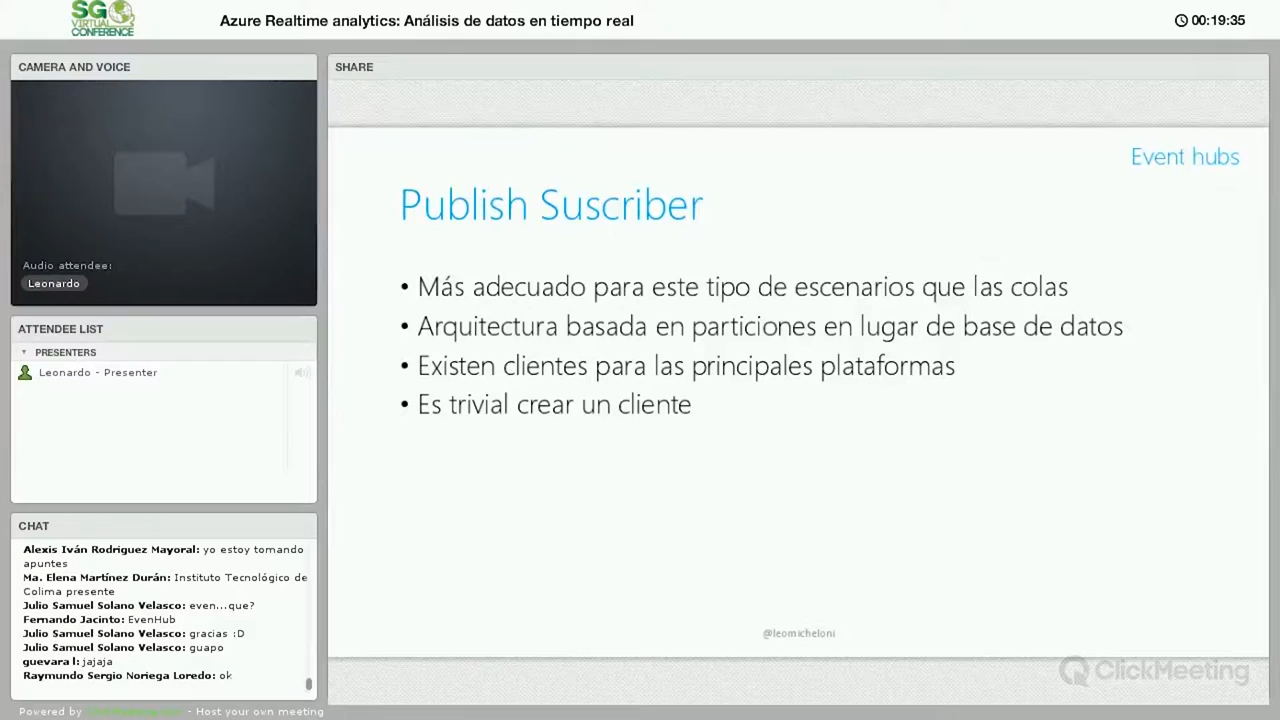 SG
VIRTUAL
CONFERENCE
Azure Realtime analytics: Análisis de datos en tiempo real
00:19:35
CAMERA AND VOICE
Audio attendee:
Leonardo
ATTENDEE LIST
PRESENTERS
Leonardo - Presenter
CHAT
Alexis Iván Rodriguez Mayoral: yo estoy tomando
apuntes
Ma. Elena Martínez Durán: Instituto Tecnológico de
Colima presente
Julio Samuel Solano Velasco: even...que?
Fernando Jacinto: EvenHub
Julio Samuel Solano Velasco: gracias :D
Julio Samuel Solano Velasco: guapo
guevara l: jajaja
Raymundo Sergio Noriega Loredo: ok
SHARE
Event hubs
Publish Suscriber
• Más adecuado para este tipo de escenarios que las colas
• Arquitectura basada en particiones en lugar de base de datos
• Existen clientes para las principales plataformas
• Es trivial crear un cliente
@leomicheloni
ClickMeeting
Powered by - Host your own meeting